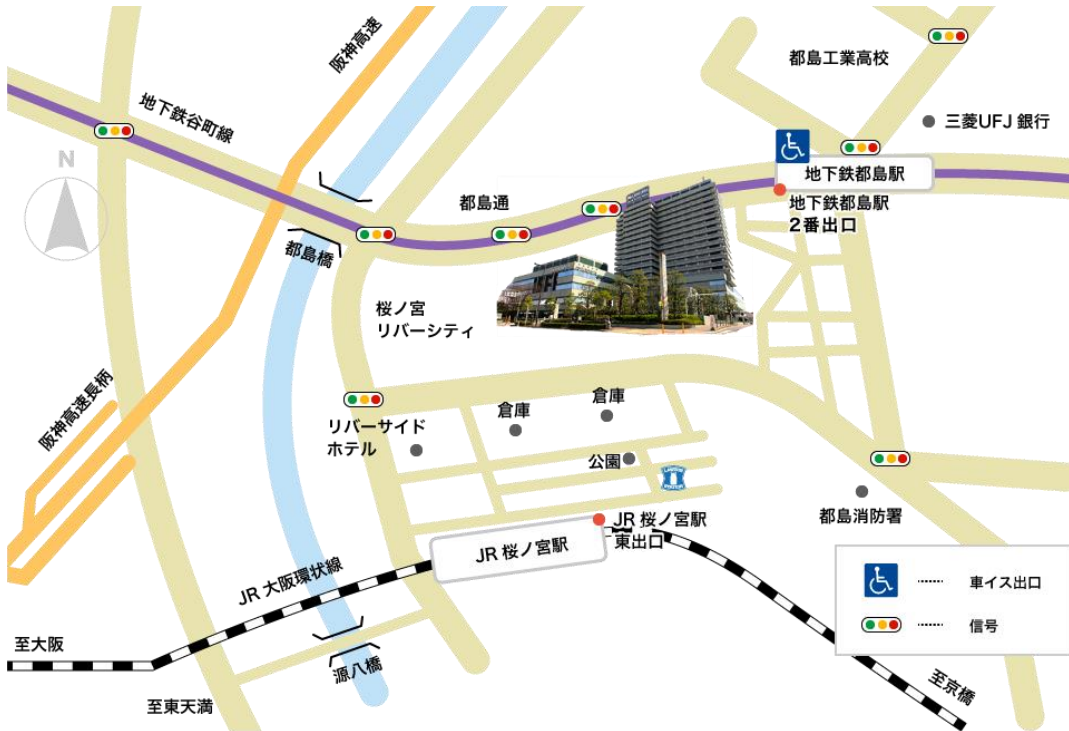 阪神高速
都島工業高校
地下鉄谷町線
三菱UFJ 銀行
N
地下鉄都島駅
都島通
地下鉄都島駅
2番出口
都島橋
桜ノ宮
リバーシティ
阪神高速長柄
倉庫
倉庫
リバーサイド
ホテル
公園
都島消防署
JR 桜ノ宮駅
東出口
JR 桜ノ宮駅
JR 大阪環状線
車イス出口
信号
至大阪
源八橋
至京橋
至東天満